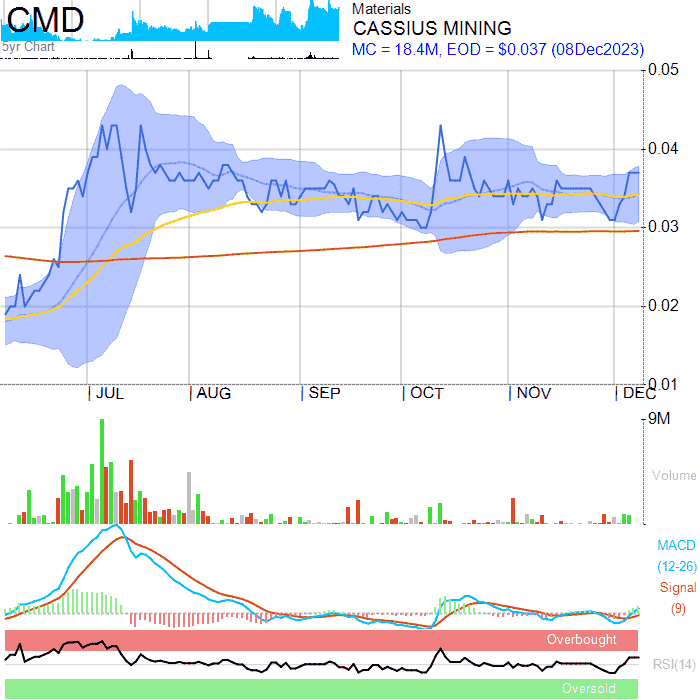 CMD
5yr Chart
Materials
CASSIUS MINING
MC = 18.4M, EOD = $0.037 (08Dec2023)
0.05
0.04
0.03
0.02
0.01
JUL AUG SEP OCT NOV DEC
9M
Volume
MACD
(12-26)
Signal
(9)
Overbought
RSI(14)
Oversold